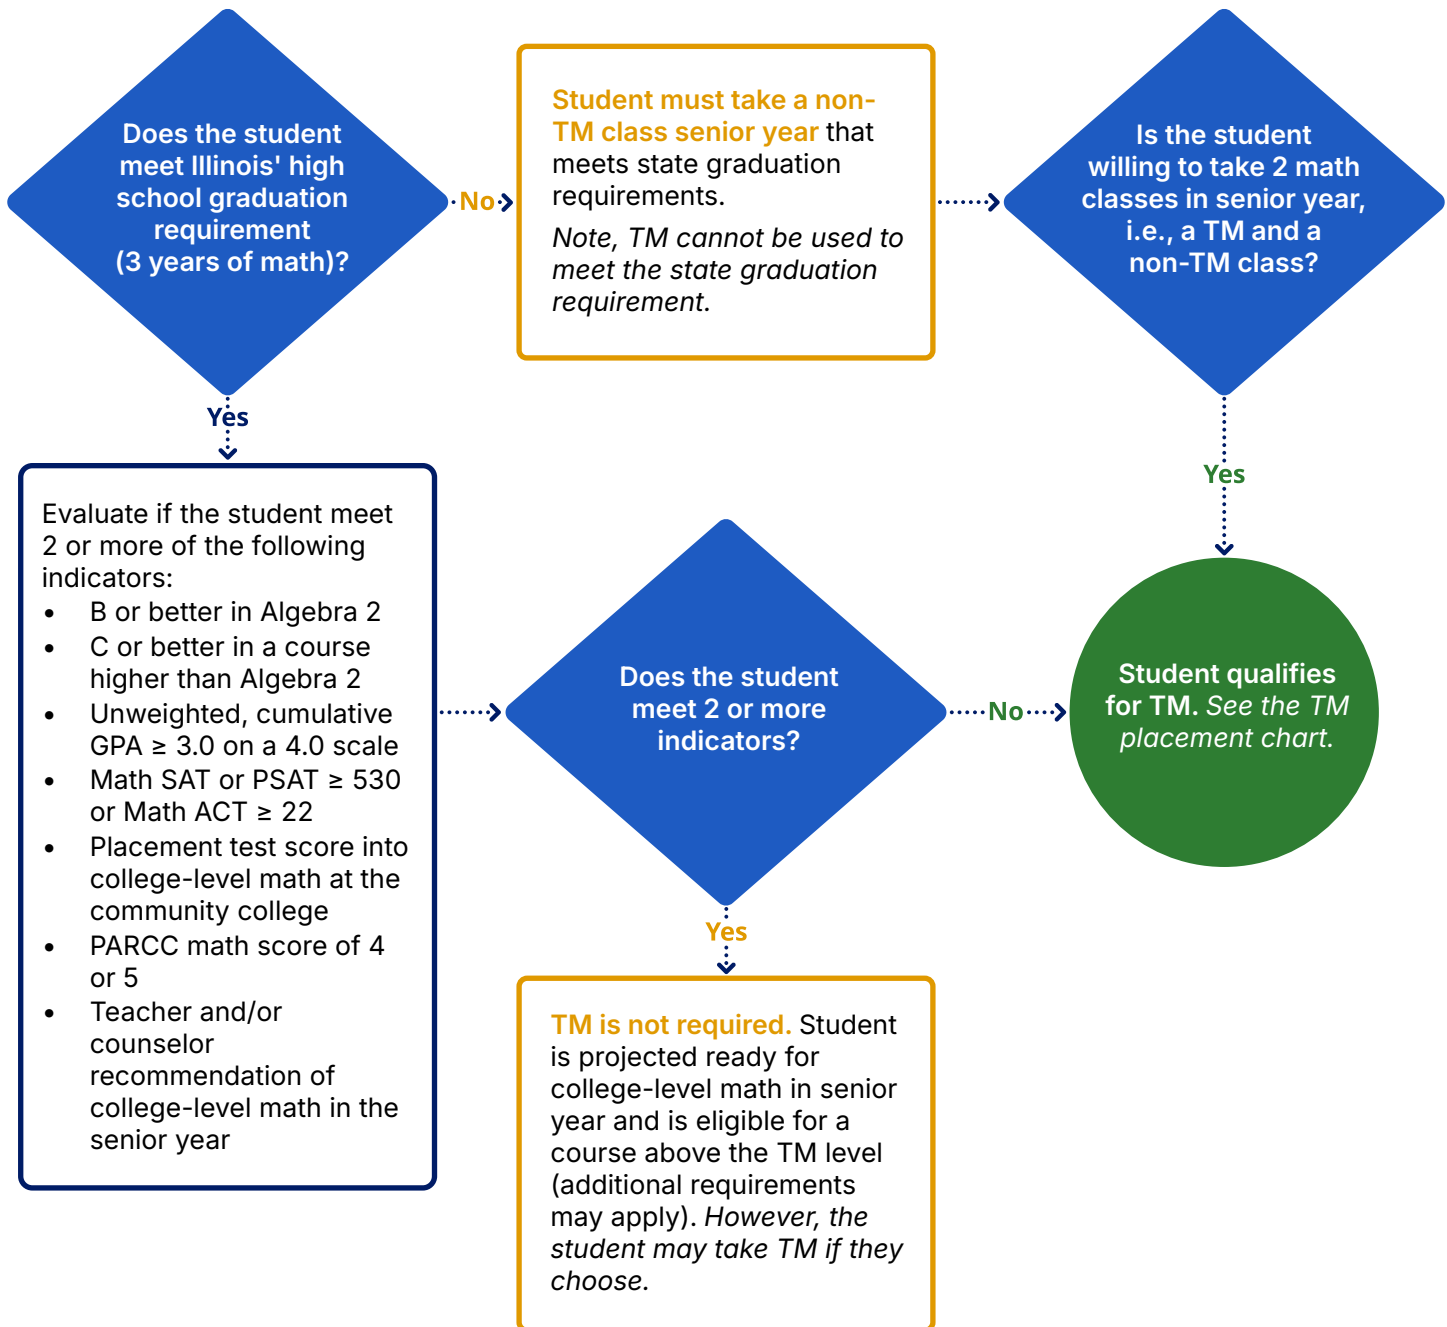 Does the student
meet Illinois' high
school graduation
requirement
(3 years of math)?
No
Student must take a non-
TM class senior year that
meets state graduation
requirements.
Note, TM cannot be used to
meet the state graduation
requirement.
Is the student
willing to take 2 math
classes in senior year,
i.e., a TM and a
non-TM class?
Yes
Yes
Evaluate if the student meet
2 or more of the following
indicators:
• B or better in Algebra 2
• C or better in a course
higher than Algebra 2
• Unweighted, cumulative
GPA ≥ 3.0 on a 4.0 scale
• Math SAT or PSAT ≥ 530
or Math ACT ≥ 22
• Placement test score into
college-level math at the
community college
• PARCC math score of 4
or 5
• Teacher and/or
counselor
recommendation of
college-level math in the
senior year
Does the student
meet 2 or more
indicators?
No
Student qualifies
for TM. See the TM
placement chart.
Yes
TM is not required. Student
is projected ready for
college-level math in senior
year and is eligible for a
course above the TM level
(additional requirements
may apply). However, the
student may take TM if they
choose.